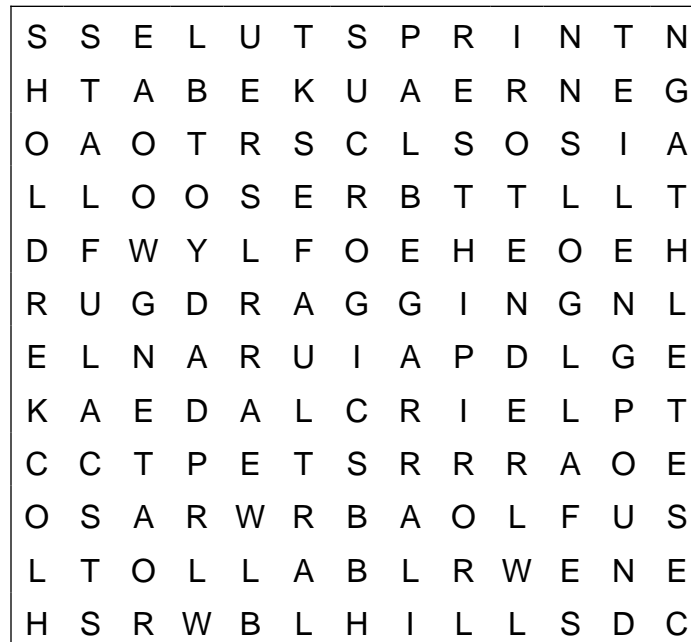 S S E L U T S P R I N T N
H T A B E K U A E R N E G
O A O T R S C L S O S I A
L L O O S E R B T T L L T
D F W Y L F O E H E O E H
R U G D R A G G I N G N L
E L N A R U I A P D L G E
K A E D A L C R I E L P T
C C T P E T S R R R A O E
O S A R W R B A O L F U S
L T O L L A B L R W E N E
H S R W B L H I L L S D C